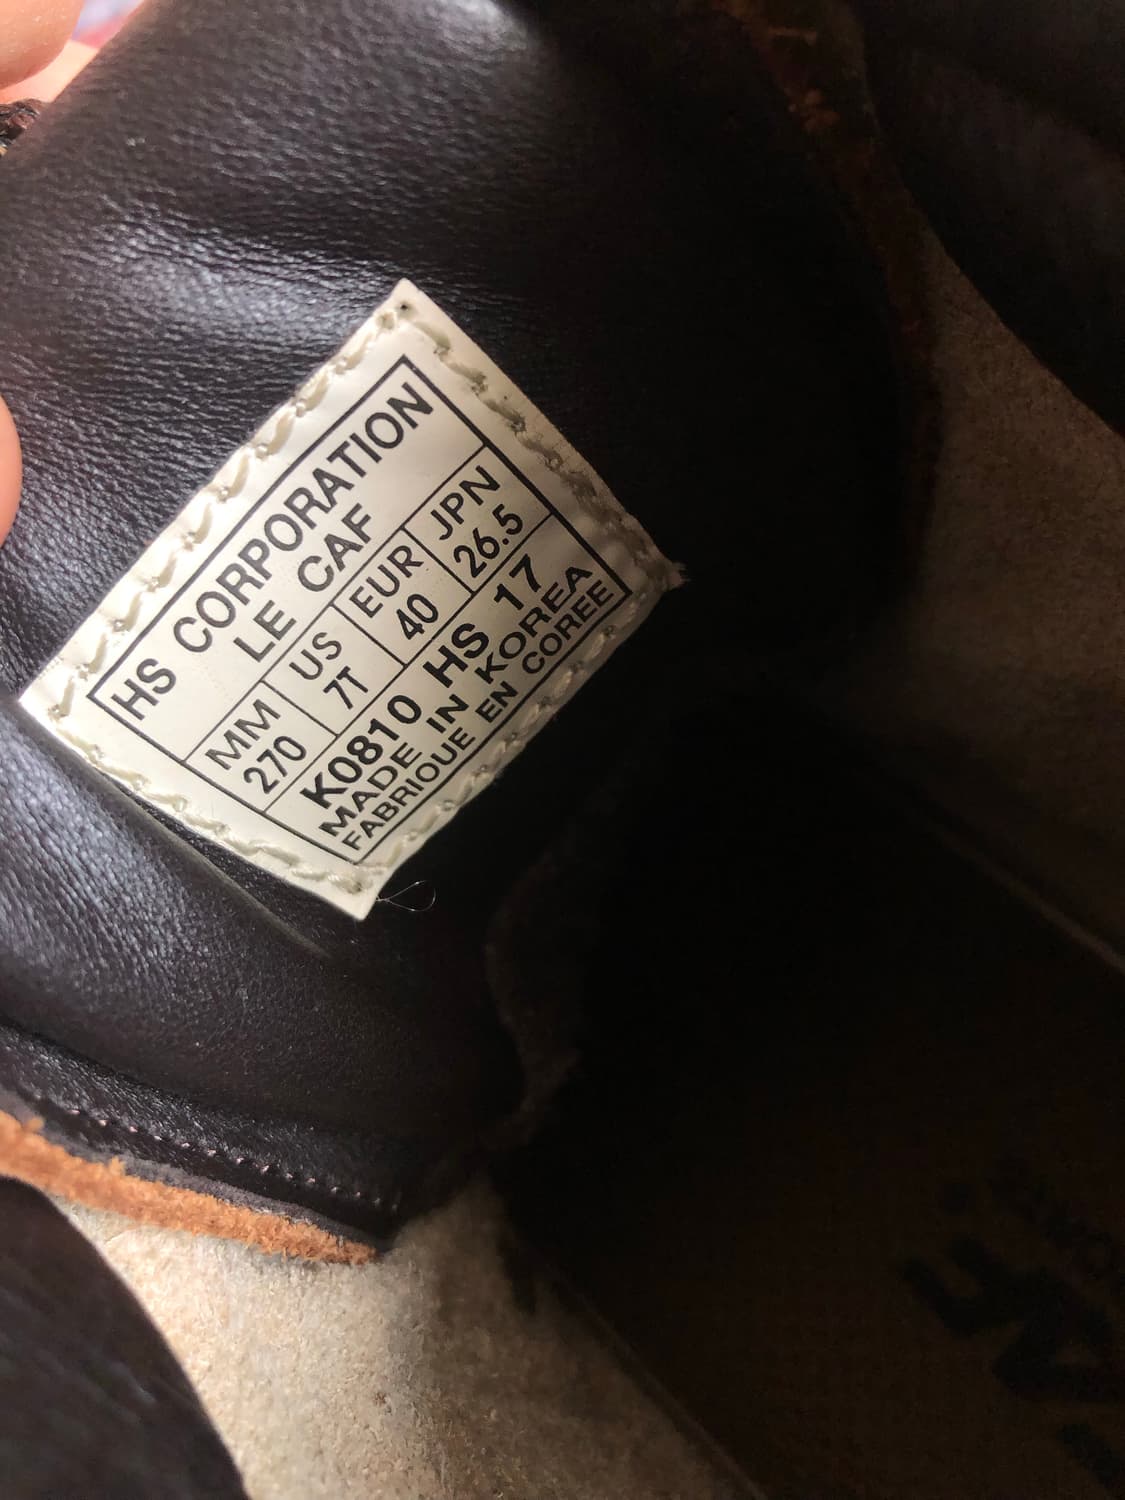 HS CORPORATION
LE CAF
MM US EUR JPN
270 7T 40 26.5
K0810 HS 17
MADE IN KOREA
FABRIQUE EN COREE